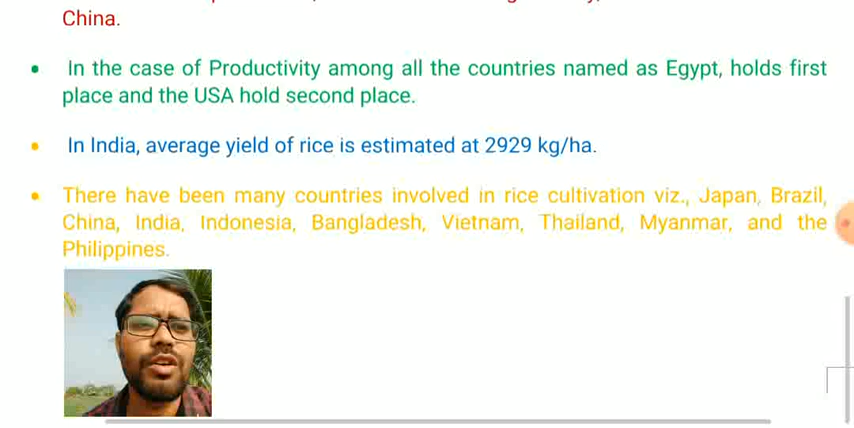 China.
In the case of Productivity among all the countries named as Egypt, holds first
place and the USA hold second place.
In India, average yield of rice is estimated at 2929 kg/ha.
There have been many countries involved in rice cultivation viz., Japan, Brazil,
China, India, Indonesia, Bangladesh, Vietnam, Thailand, Myanmar, and the
Philippines.